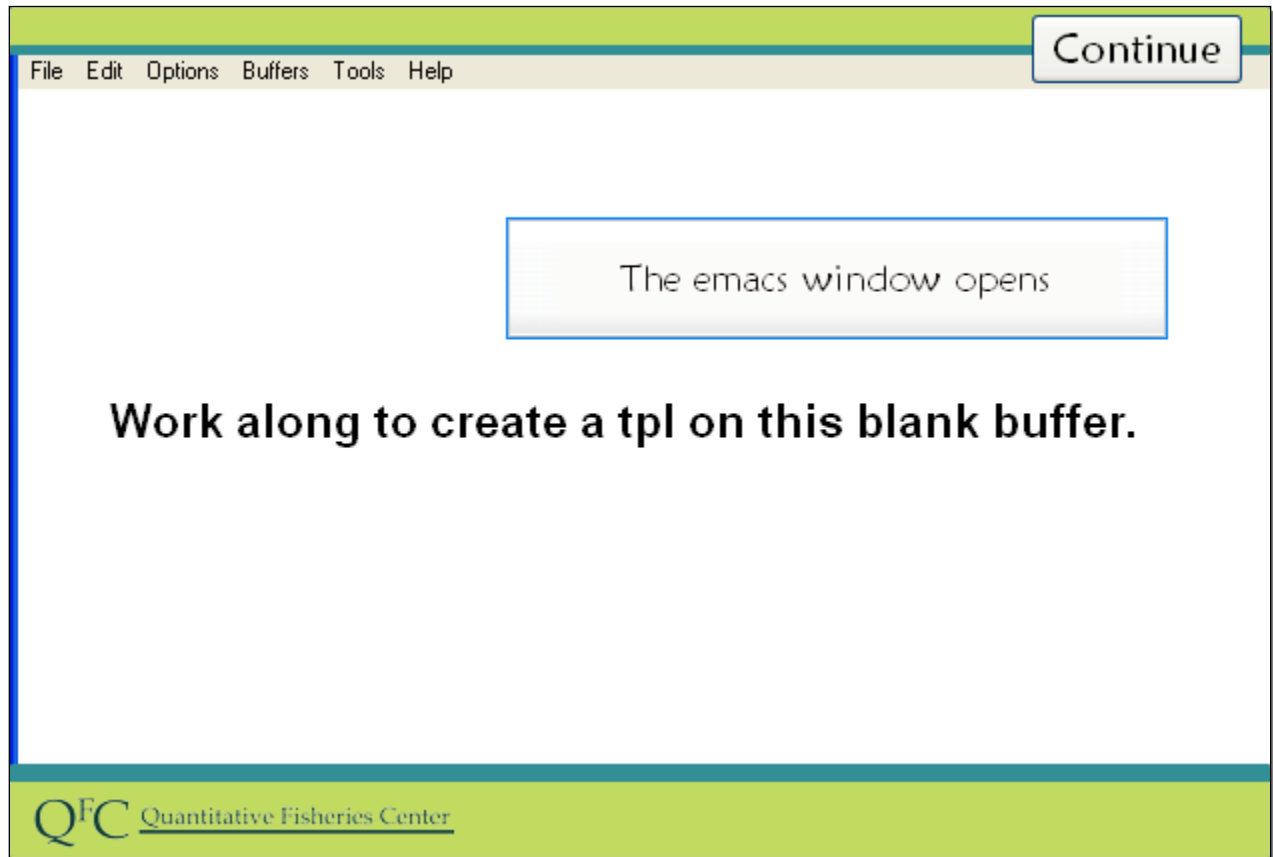 Continue
File Edit Options Buffers Tools Help
The emacs window opens
Work along to create a tpl on this blank buffer.
QFC Quantitative Fisheries Center